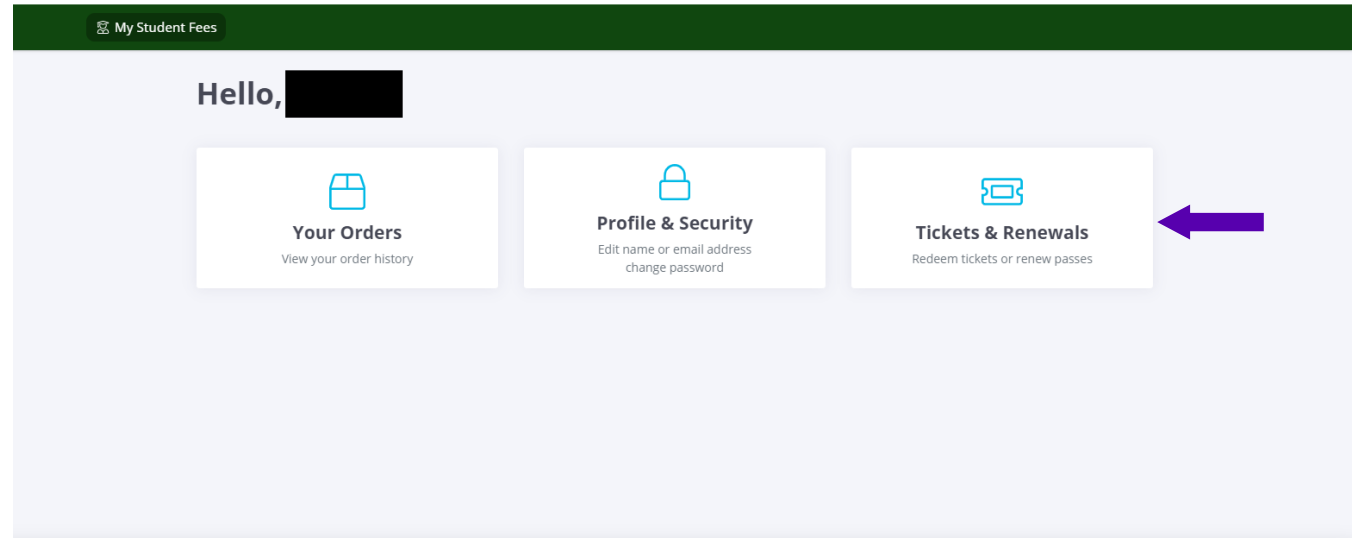 My Student Fees
Hello,
Your Orders
View your order history
Profile & Security
Edit name or email address
change password
Tickets & Renewals
Redeem tickets or renew passes